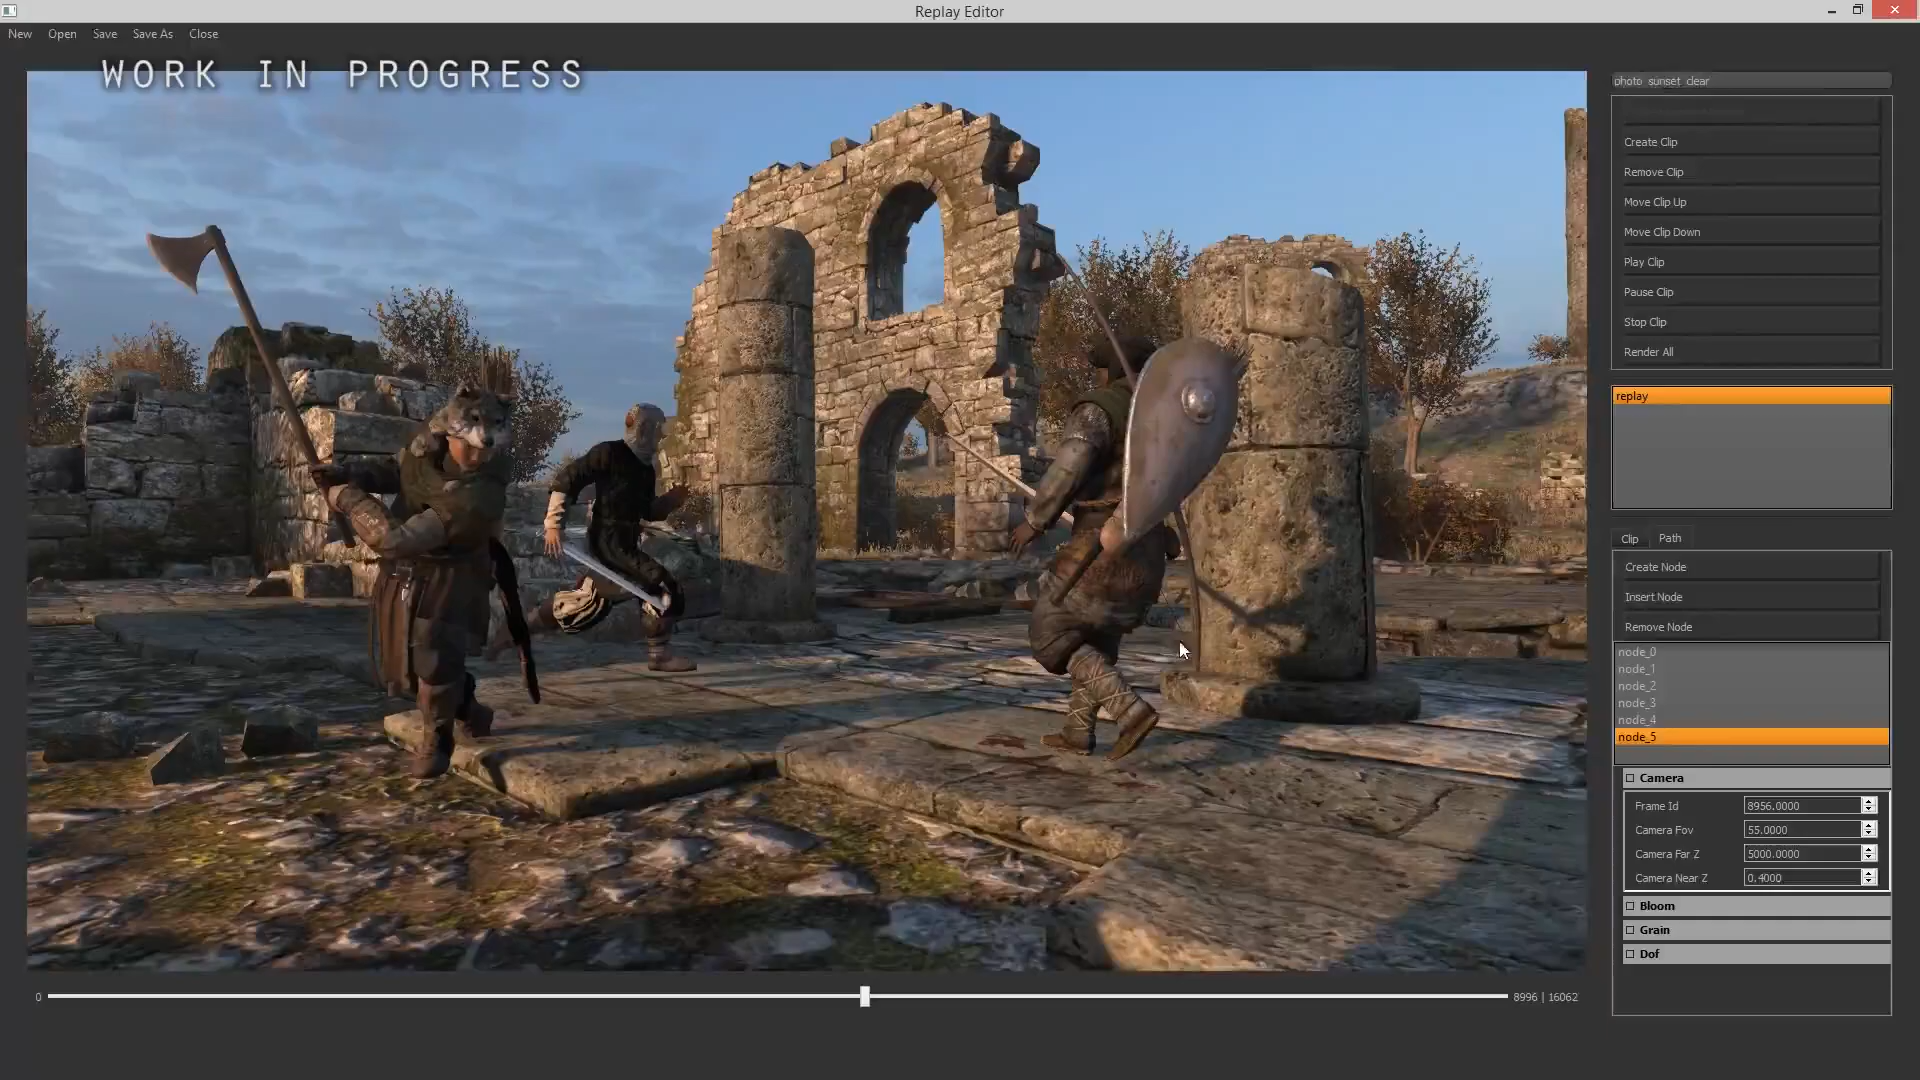 Replay Editor
New Open Save Save As Close
WORK IN PROGRESS
photo sunset clear
Create Clip
Remove Clip
Move Clip Up
Move Clip Down
Play Clip
Pause Clip
Stop Clip
Render All
replay
Clip Path
Create Node
Insert Node
Remove Node
node_0
node_1
node_2
node_3
node_4
node_5
Camera
Frame Id 8956.0000
Camera Fov 55.0000
Camera Far Z 5000.0000
Camera Near Z 0.4000
Bloom
Grain
Dof
0 8996 | 16062